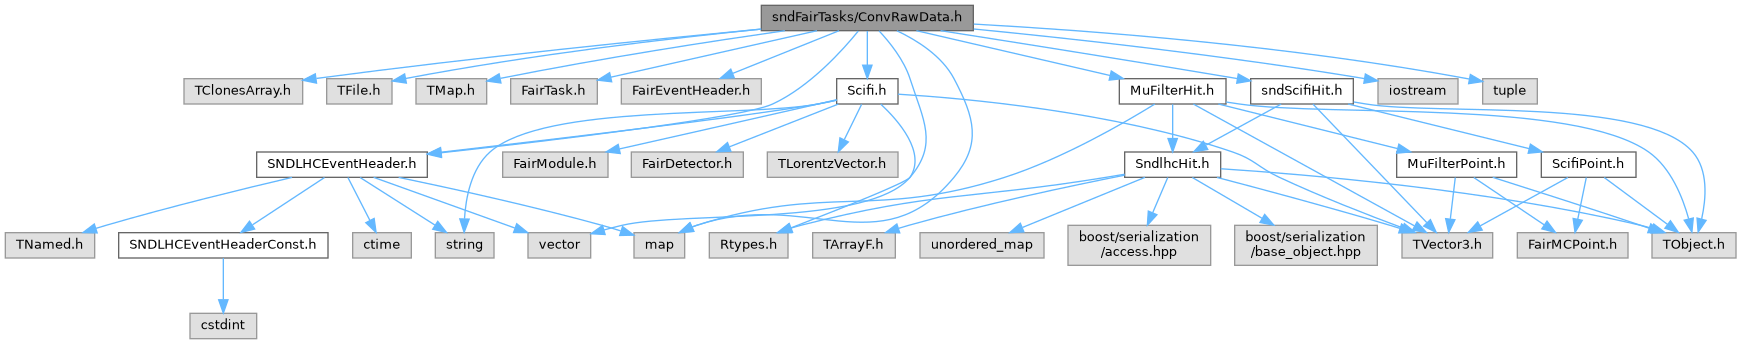 sndFairTasks/ConvRawData.h
TClonesArray.h
TFile.h
TMap.h
FairTask.h
FairEventHeader.h
Scifi.h
MuFilterHit.h
sndScifiHit.h
iostream
tuple
SNDLHCEventHeader.h
FairModule.h
FairDetector.h
TLorentzVector.h
SndlhcHit.h
MuFilterPoint.h
ScifiPoint.h
TNamed.h
SNDLHCEventHeaderConst.h
ctime
string
vector
map
Rtypes.h
TArrayF.h
unordered_map
boost/serialization
/access.hpp
boost/serialization
/base_object.hpp
TVector3.h
FairMCPoint.h
TObject.h
cstdint